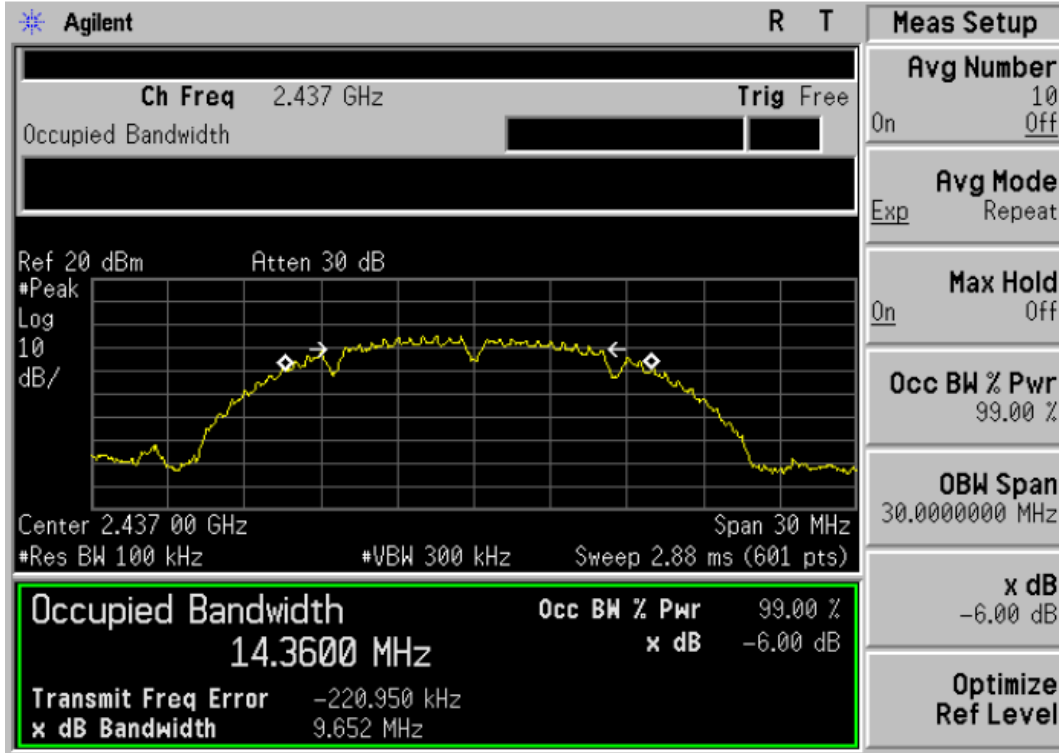 Agilent R T
Ch Freq 2.437 GHz Trig Free
Occupied Bandwidth
Ref 20 dBm Atten 30 dB
#Peak
Log
10
dB/
Center 2.437 00 GHz Span 30 MHz
#Res BW 100 kHz #VBW 300 kHz Sweep 2.88 ms (601 pts)
Occupied Bandwidth Occ BW % Pwr 99.00 %
14.3600 MHz x dB -6.00 dB
Transmit Freq Error -220.950 kHz
x dB Bandwidth 9.652 MHz
Meas Setup
Avg Number
10
On Off
Avg Mode
Exp Repeat
Max Hold
On Off
Occ BW % Pwr
99.00 %
OBW Span
30.0000000 MHz
x dB
-6.00 dB
Optimize
Ref Level